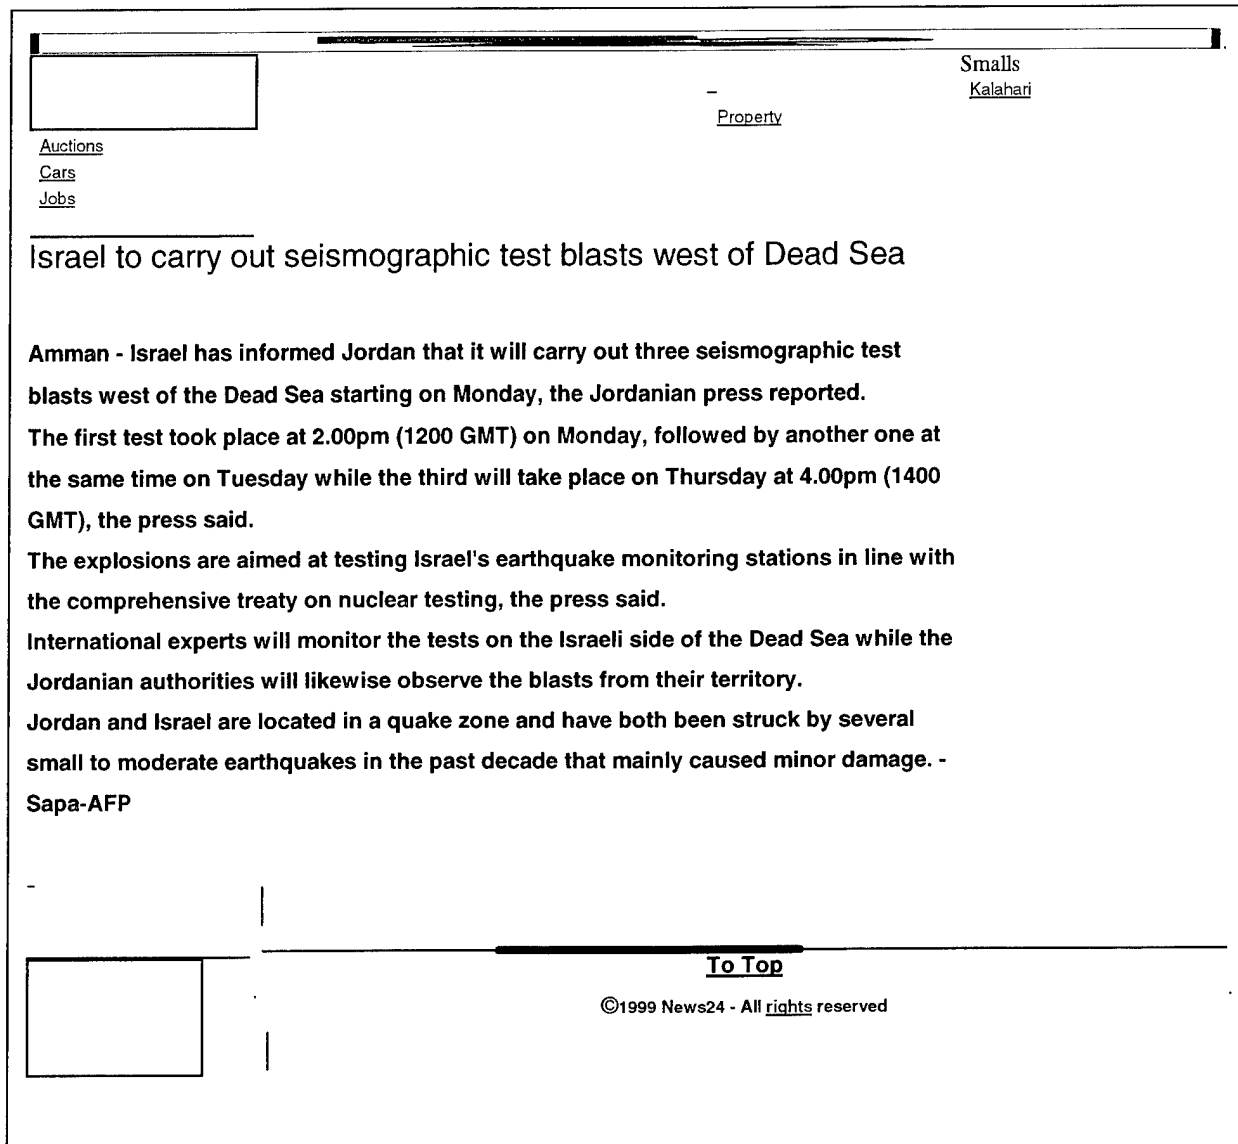 Smalls
Kalahari
Property
Auctions
Cars
Jobs
Israel to carry out seismographic test blasts west of Dead Sea
Amman - Israel has informed Jordan that it will carry out three seismographic test
blasts west of the Dead Sea starting on Monday, the Jordanian press reported.
The first test took place at 2.00pm (1200 GMT) on Monday, followed by another one at
the same time on Tuesday while the third will take place on Thursday at 4.00pm (1400
GMT), the press said.
The explosions are aimed at testing Israel's earthquake monitoring stations in line with
the comprehensive treaty on nuclear testing, the press said.
International experts will monitor the tests on the Israeli side of the Dead Sea while the
Jordanian authorities will likewise observe the blasts from their territory.
Jordan and Israel are located in a quake zone and have both been struck by several
small to moderate earthquakes in the past decade that mainly caused minor damage. -
Sapa-AFP
To Top
©1999 News24 - All rights reserved